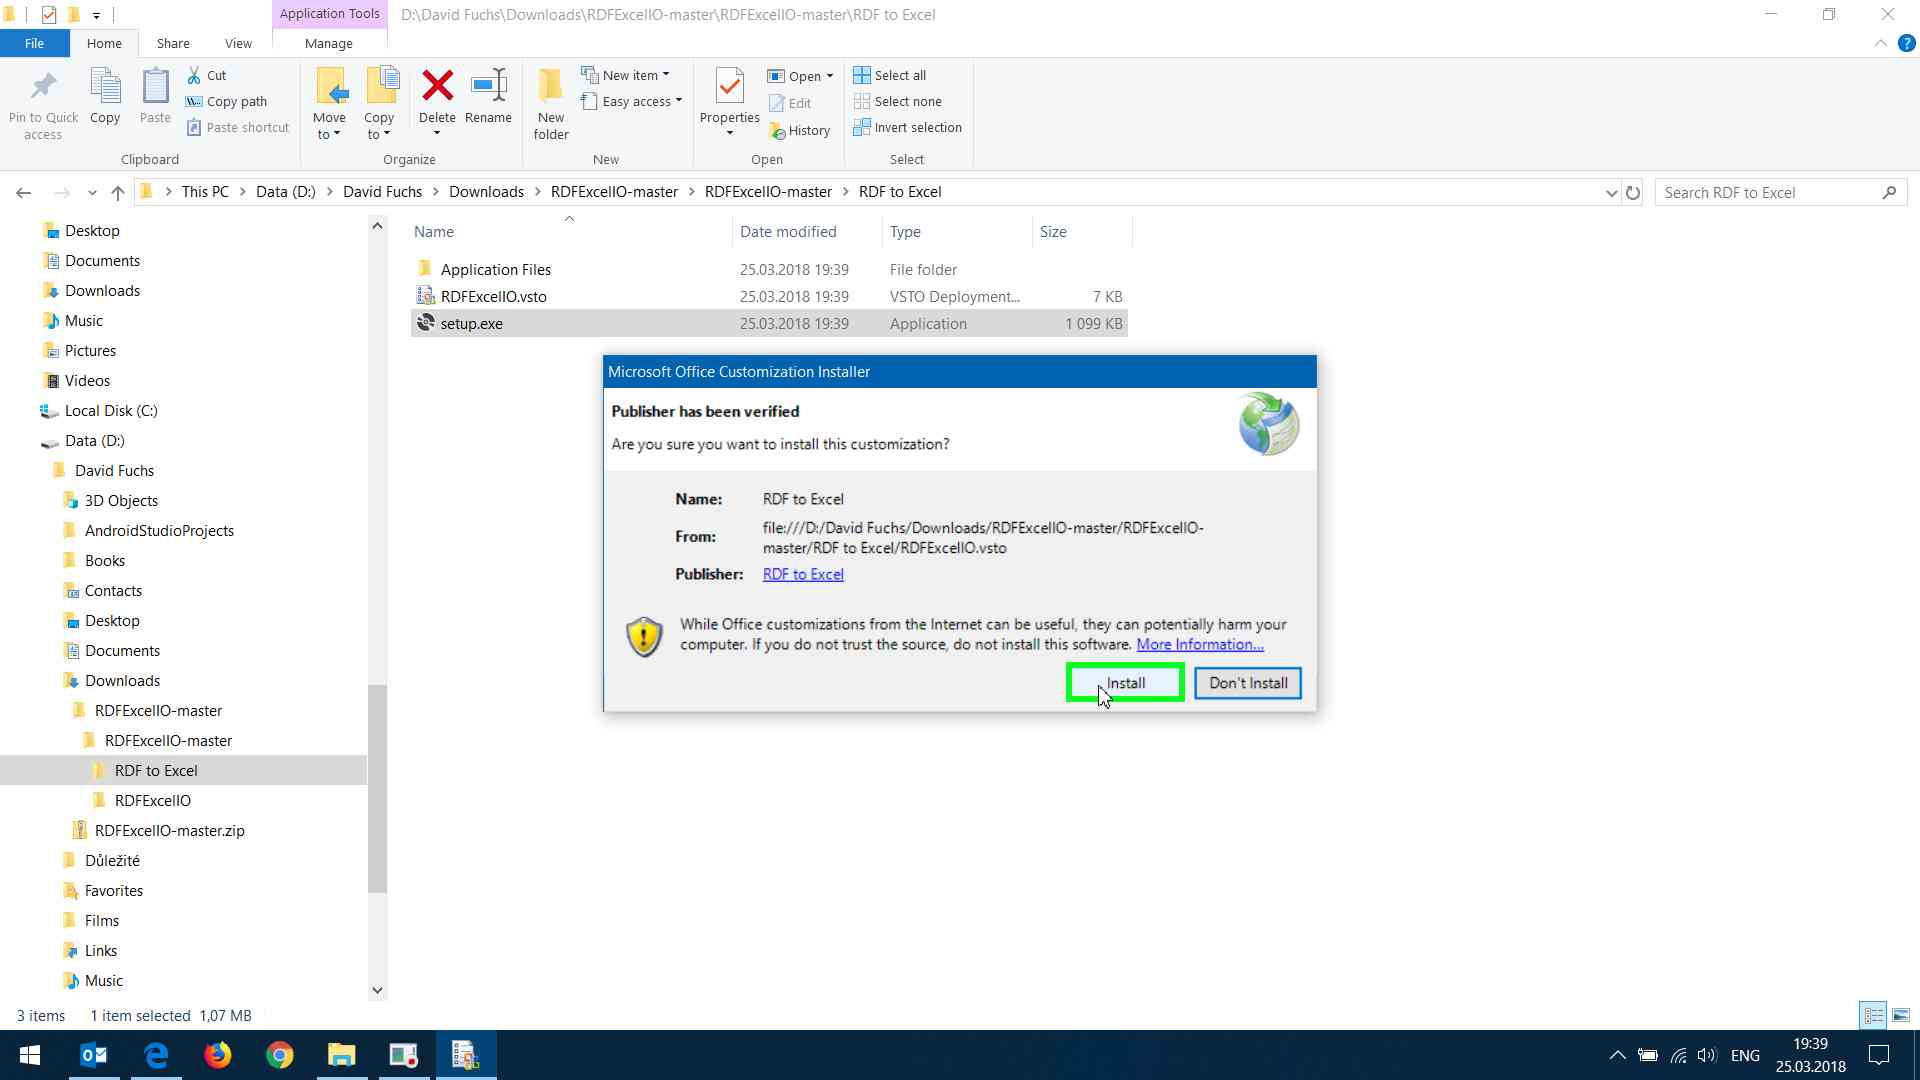 Application Tools
D:\David Fuchs\Downloads\RDFExcelIO-master\RDFExcelIO-master\RDF to Excel
File
Home
Share
View
Manage
Pin to Quick access
Copy
Paste
Cut
Copy path
Paste shortcut
Clipboard
Move to
Copy to
Delete
Rename
Organize
New folder
New item
Easy access
New
Properties
Open
Edit
History
Open
Select all
Select none
Invert selection
Select
This PC
Data (D:)
David Fuchs
Downloads
RDFExcelIO-master
RDFExcelIO-master
RDF to Excel
Search RDF to Excel
Desktop
Documents
Downloads
Music
Pictures
Videos
Local Disk (C:)
Data (D:)
David Fuchs
3D Objects
AndroidStudioProjects
Books
Contacts
Desktop
Documents
Downloads
RDFExcelIO-master
RDFExcelIO-master
RDF to Excel
RDFExcelIO
RDFExcelIO-master.zip
Důležité
Favorites
Films
Links
Music
Name Date modified Type Size
Application Files 25.03.2018 19:39 File folder
RDFExcelIO.vsto 25.03.2018 19:39 VSTO Deployment... 7 KB
setup.exe 25.03.2018 19:39 Application 1 099 KB
Microsoft Office Customization Installer
Publisher has been verified
Are you sure you want to install this customization?
Name: RDF to Excel
From: file:///D:/David Fuchs/Downloads/RDFExcelIO-master/RDFExcelIO-
master/RDF to Excel/RDFExcelIO.vsto
Publisher: RDF to Excel
While Office customizations from the Internet can be useful, they can potentially harm your
computer. If you do not trust the source, do not install this software. More Information...
Install
Don't Install
3 items 1 item selected 1,07 MB
ENG
19:39
25.03.2018